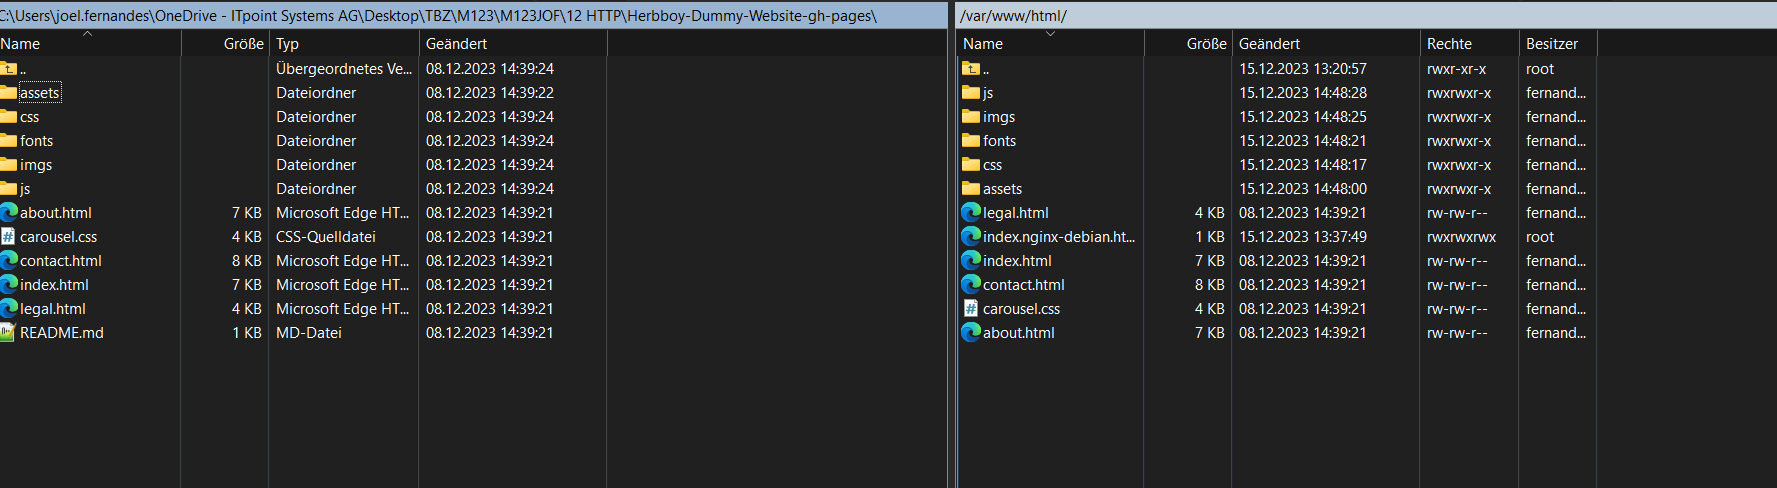 C:\Users\joel.fernandes\OneDrive - ITpoint Systems AG\Desktop\TBZ\M123\M123JOF\12 HTTP\Herbboy-Dummy-Website-gh-pages\
Name Größe Typ Geändert
.. Übergeordnetes Ve... 08.12.2023 14:39:24
assets Dateiordner 08.12.2023 14:39:22
css Dateiordner 08.12.2023 14:39:24
fonts Dateiordner 08.12.2023 14:39:24
imgs Dateiordner 08.12.2023 14:39:24
js Dateiordner 08.12.2023 14:39:24
about.html 7 KB Microsoft Edge HT... 08.12.2023 14:39:21
carousel.css 4 KB CSS-Quelldatei 08.12.2023 14:39:21
contact.html 8 KB Microsoft Edge HT... 08.12.2023 14:39:21
index.html 7 KB Microsoft Edge HT... 08.12.2023 14:39:21
legal.html 4 KB Microsoft Edge HT... 08.12.2023 14:39:21
README.md 1 KB MD-Datei 08.12.2023 14:39:21
/var/www/html/
Name Größe Geändert Rechte Besitzer
.. 15.12.2023 13:20:57 rwxr-xr-x root
js 15.12.2023 14:48:28 rwxrwxr-x fernand...
imgs 15.12.2023 14:48:25 rwxrwxr-x fernand...
fonts 15.12.2023 14:48:21 rwxrwxr-x fernand...
css 15.12.2023 14:48:17 rwxrwxr-x fernand...
assets 15.12.2023 14:48:00 rwxrwxr-x fernand...
legal.html 4 KB 08.12.2023 14:39:21 rw-rw-r-- fernand...
index.nginx-debian.ht... 1 KB 15.12.2023 13:37:49 rwxrwxrwx root
index.html 7 KB 08.12.2023 14:39:21 rw-rw-r-- fernand...
contact.html 8 KB 08.12.2023 14:39:21 rw-rw-r-- fernand...
carousel.css 4 KB 08.12.2023 14:39:21 rw-rw-r-- fernand...
about.html 7 KB 08.12.2023 14:39:21 rw-rw-r-- fernand...